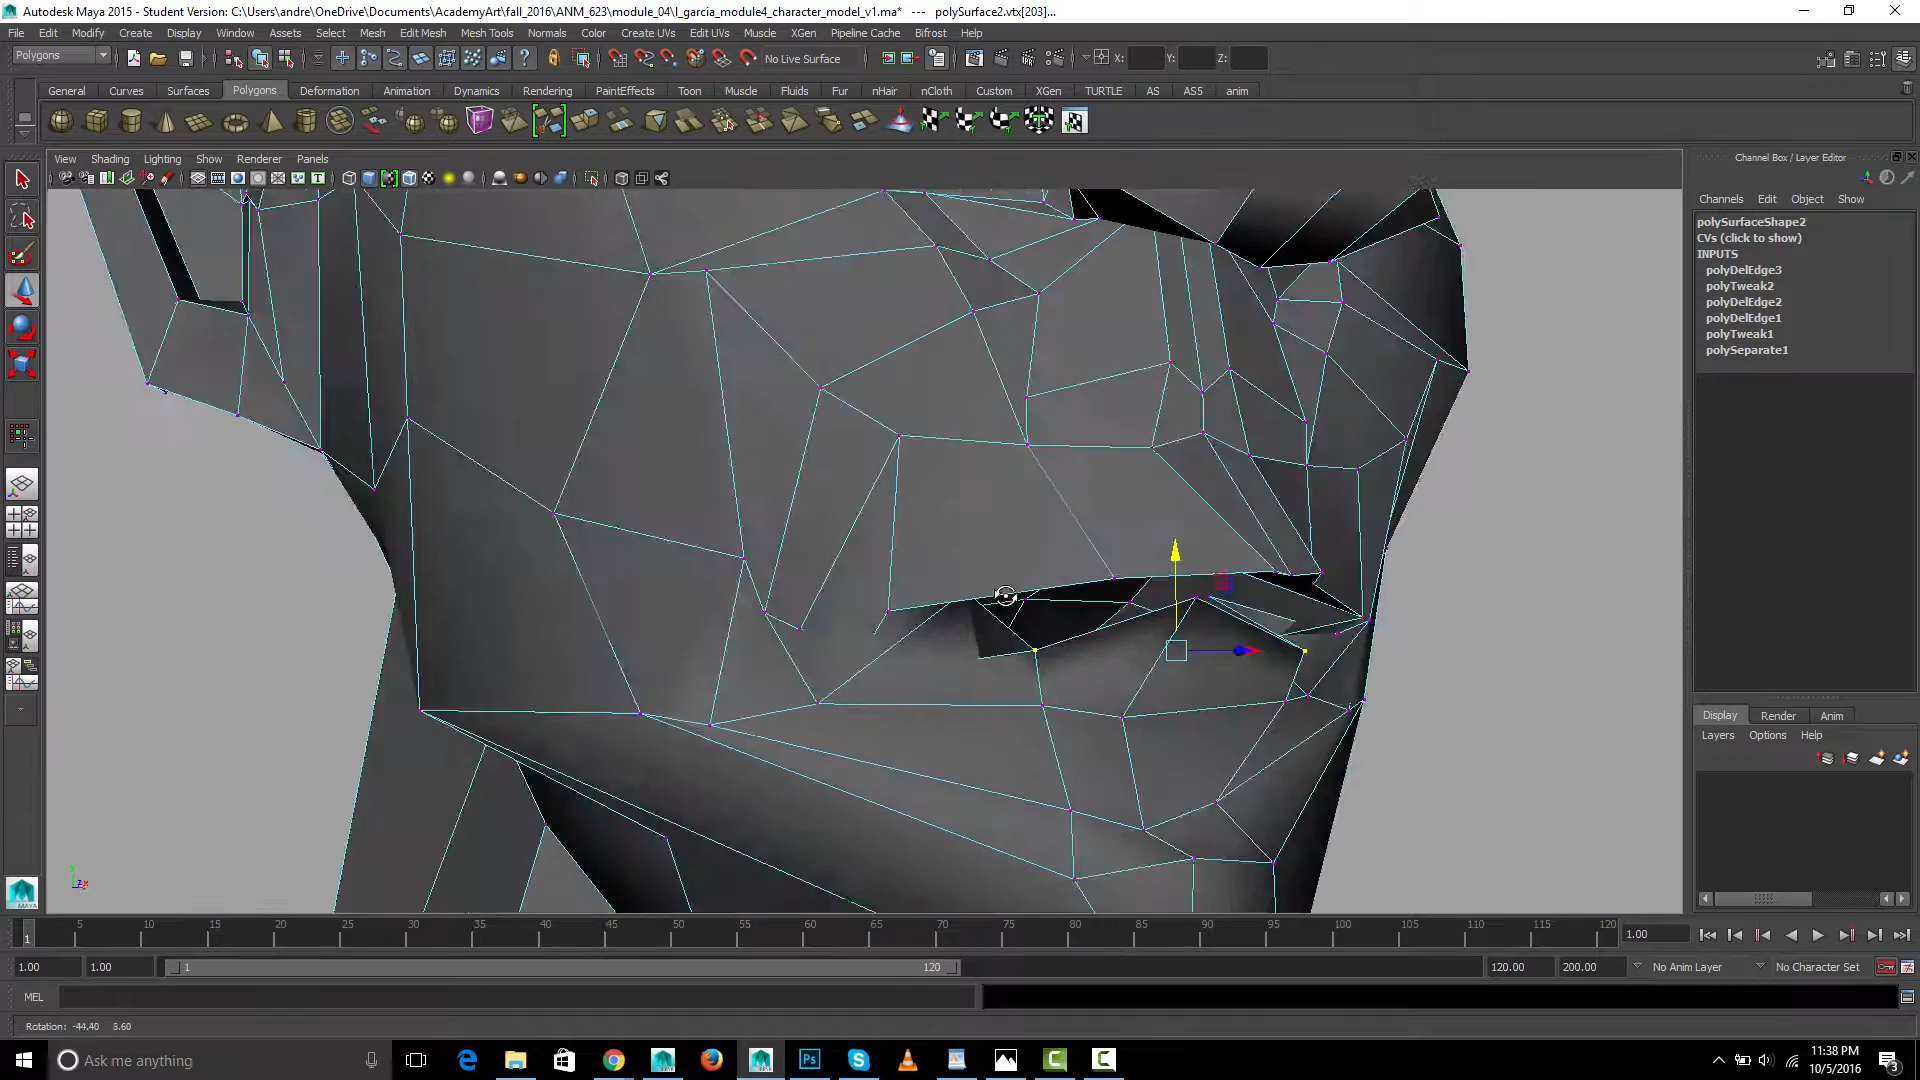 Autodesk Maya 2015 - Student Version: C:\Users\andre\OneDrive\Documents\AcademyArt\fall_2016\ANM_623\module_04\l_garcia_module4_character_model_v1.ma* --- polySurface2.vtx[203]...
File Edit Modify Create Display Window Assets Select Mesh Edit Mesh Mesh Tools Normals Color Create UVs Edit UVs Muscle XGen Pipeline Cache Bifrost Help
Polygons No Live Surface X: Y: Z:
General Curves Surfaces Polygons Deformation Animation Dynamics Rendering PaintEffects Toon Muscle Fluids Fur nHair nCloth Custom XGen TURTLE AS AS5 anim
View Shading Lighting Show Renderer Panels
Channel Box / Layer Editor
Channels Edit Object Show
polySurfaceShape2
CVs (click to show)
INPUTS
polyDelEdge3
polyTweak2
polyDelEdge2
polyDelEdge1
polyTweak1
polySeparate1
Display Render Anim
Layers Options Help
MAYA
1 5 10 15 20 25 30 35 40 45 50 55 60 65 70 75 80 85 90 95 100 105 110 115 120 1.00
1.00 1.00 1 120 120.00 200.00 No Anim Layer No Character Set
MEL
Rotation: -44.40 8.60
Ask me anything
11:38 PM
10/5/2016
3